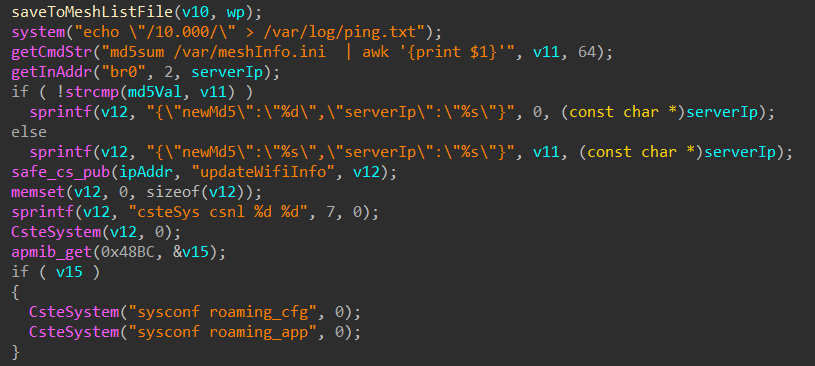 saveToMeshListFile(v10, wp);
system("echo \"/10.000/\" > /var/log/ping.txt");
getCmdStr("md5sum /var/meshInfo.ini  | awk '{print $1}'", v11, 64);
getInAddr("br0", 2, serverIp);
if ( !strcmp(md5Val, v11) )
  sprintf(v12, "{\"newMd5\":\"%d\",\"serverIp\":\"%s\"}", 0, (const char *)serverIp);
else
  sprintf(v12, "{\"newMd5\":\"%s\",\"serverIp\":\"%s\"}", v11, (const char *)serverIp);
safe_cs_pub(ipAddr, "updateWifiInfo", v12);
memset(v12, 0, sizeof(v12));
sprintf(v12, "csteSys csnl %d %d", 7, 0);
CsteSystem(v12, 0);
apmib_get(0x48BC, &v15);
if ( v15 )
{
  CsteSystem("sysconf roaming_cfg", 0);
  CsteSystem("sysconf roaming_app", 0);
}